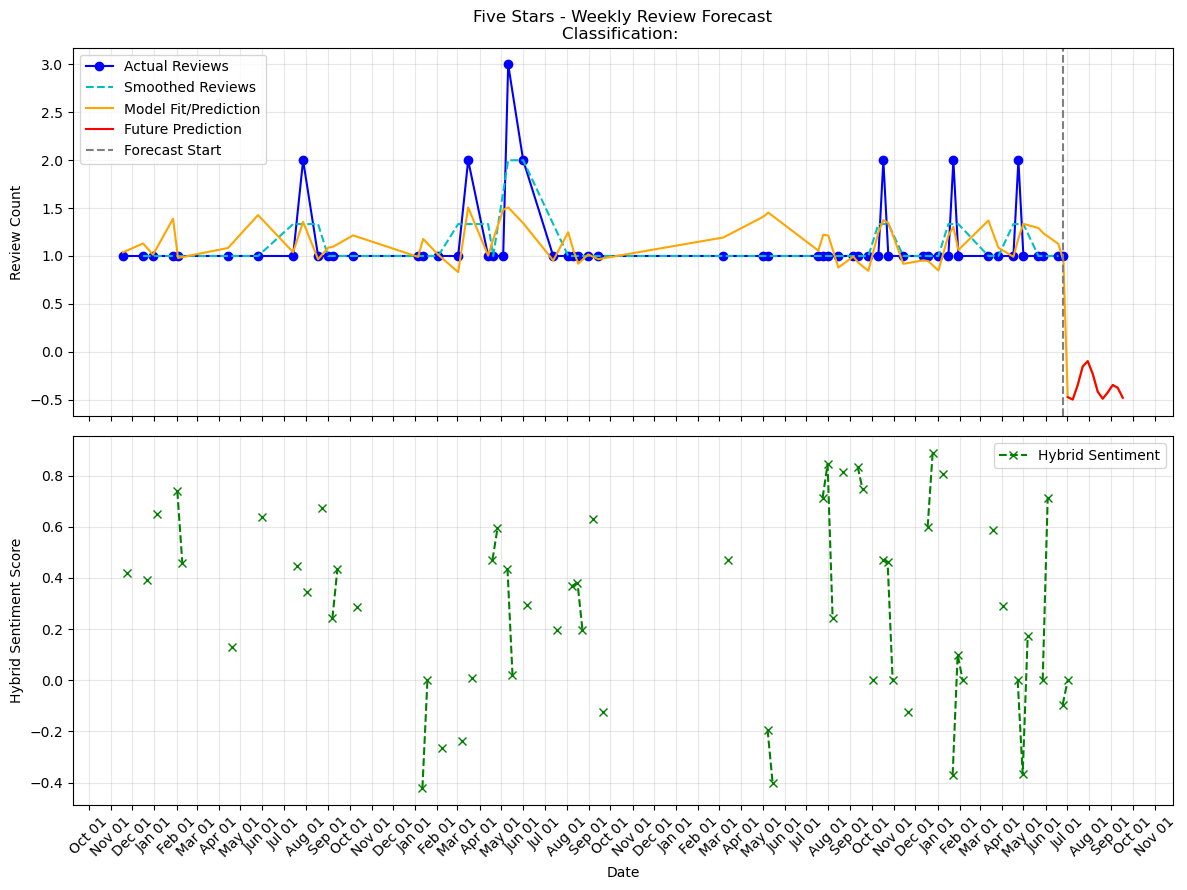 Five Stars - Weekly Review Forecast
Classification:
Actual Reviews
Smoothed Reviews
Model Fit/Prediction
Future Prediction
Forecast Start
Review Count
3.0
2.5
2.0
1.5
1.0
0.5
0.0
−0.5
Hybrid Sentiment
Hybrid Sentiment Score
0.8
0.6
0.4
0.2
0.0
−0.2
−0.4
Oct 01
Nov 01
Dec 01
Jan 01
Feb 01
Mar 01
Apr 01
May 01
Jun 01
Jul 01
Aug 01
Sep 01
Oct 01
Nov 01
Dec 01
Jan 01
Feb 01
Mar 01
Apr 01
May 01
Jun 01
Jul 01
Aug 01
Sep 01
Oct 01
Nov 01
Dec 01
Jan 01
Feb 01
Mar 01
Apr 01
May 01
Jun 01
Jul 01
Aug 01
Sep 01
Oct 01
Nov 01
Dec 01
Jan 01
Feb 01
Mar 01
Apr 01
May 01
Jun 01
Jul 01
Aug 01
Sep 01
Oct 01
Nov 01
Date